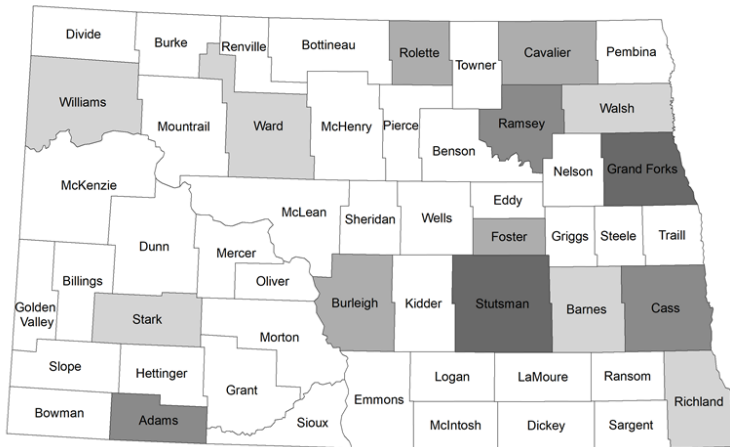 Divide
Burke
Renville
Bottineau
Rolette
Towner
Cavalier
Pembina
Williams
Mountrail
Ward
McHenry
Pierce
Benson
Ramsey
Walsh
Nelson
Grand Forks
McKenzie
Dunn
McLean
Mercer
Oliver
Sheridan
Wells
Eddy
Foster
Griggs
Steele
Traill
Golden
Valley
Billings
Stark
Morton
Burleigh
Kidder
Stutsman
Barnes
Cass
Slope
Hettinger
Grant
Bowman
Adams
Sioux
Emmons
Logan
LaMoure
Ransom
Richland
McIntosh
Dickey
Sargent